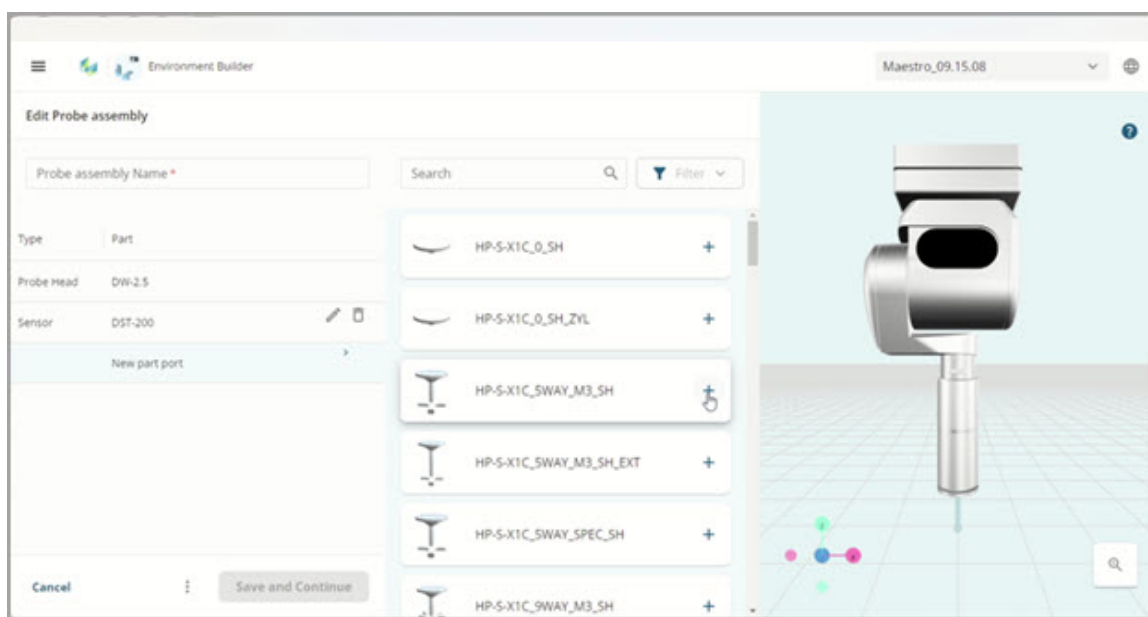 Environment Builder
Maestro_09.15.08
Edit Probe assembly
?
Probe assembly Name *
Search
Filter
Type Part
Probe Head DW-2.5
Sensor DST-200
New part port
HP-S-X1C_0_SH
HP-S-X1C_0_SH_ZYL
HP-S-X1C_5WAY_M3_SH
HP-S-X1C_5WAY_M3_SH_EXT
HP-S-X1C_5WAY_SPEC_SH
HP-S-X1C_9WAY_M3_SH
Cancel
Save and Continue